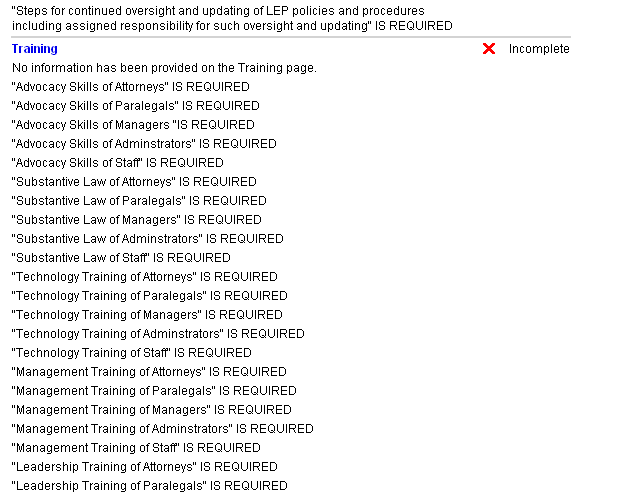 "Steps for continued oversight and updating of LEP policies and procedures
including assigned responsibility for such oversight and updating" IS REQUIRED
Training Incomplete
No information has been provided on the Training page.
"Advocacy Skills of Attorneys" IS REQUIRED
"Advocacy Skills of Paralegals" IS REQUIRED
"Advocacy Skills of Managers "IS REQUIRED
"Advocacy Skills of Adminstrators" IS REQUIRED
"Advocacy Skills of Staff" IS REQUIRED
"Substantive Law of Attorneys" IS REQUIRED
"Substantive Law of Paralegals" IS REQUIRED
"Substantive Law of Managers" IS REQUIRED
"Substantive Law of Adminstrators" IS REQUIRED
"Substantive Law of Staff" IS REQUIRED
"Technology Training of Attorneys" IS REQUIRED
"Technology Training of Paralegals" IS REQUIRED
"Technology Training of Managers" IS REQUIRED
"Technology Training of Adminstrators" IS REQUIRED
"Technology Training of Staff" IS REQUIRED
"Management Training of Attorneys" IS REQUIRED
"Management Training of Paralegals" IS REQUIRED
"Management Training of Managers" IS REQUIRED
"Management Training of Adminstrators" IS REQUIRED
"Management Training of Staff" IS REQUIRED
"Leadership Training of Attorneys" IS REQUIRED
"Leadership Training of Paralegals" IS REQUIRED